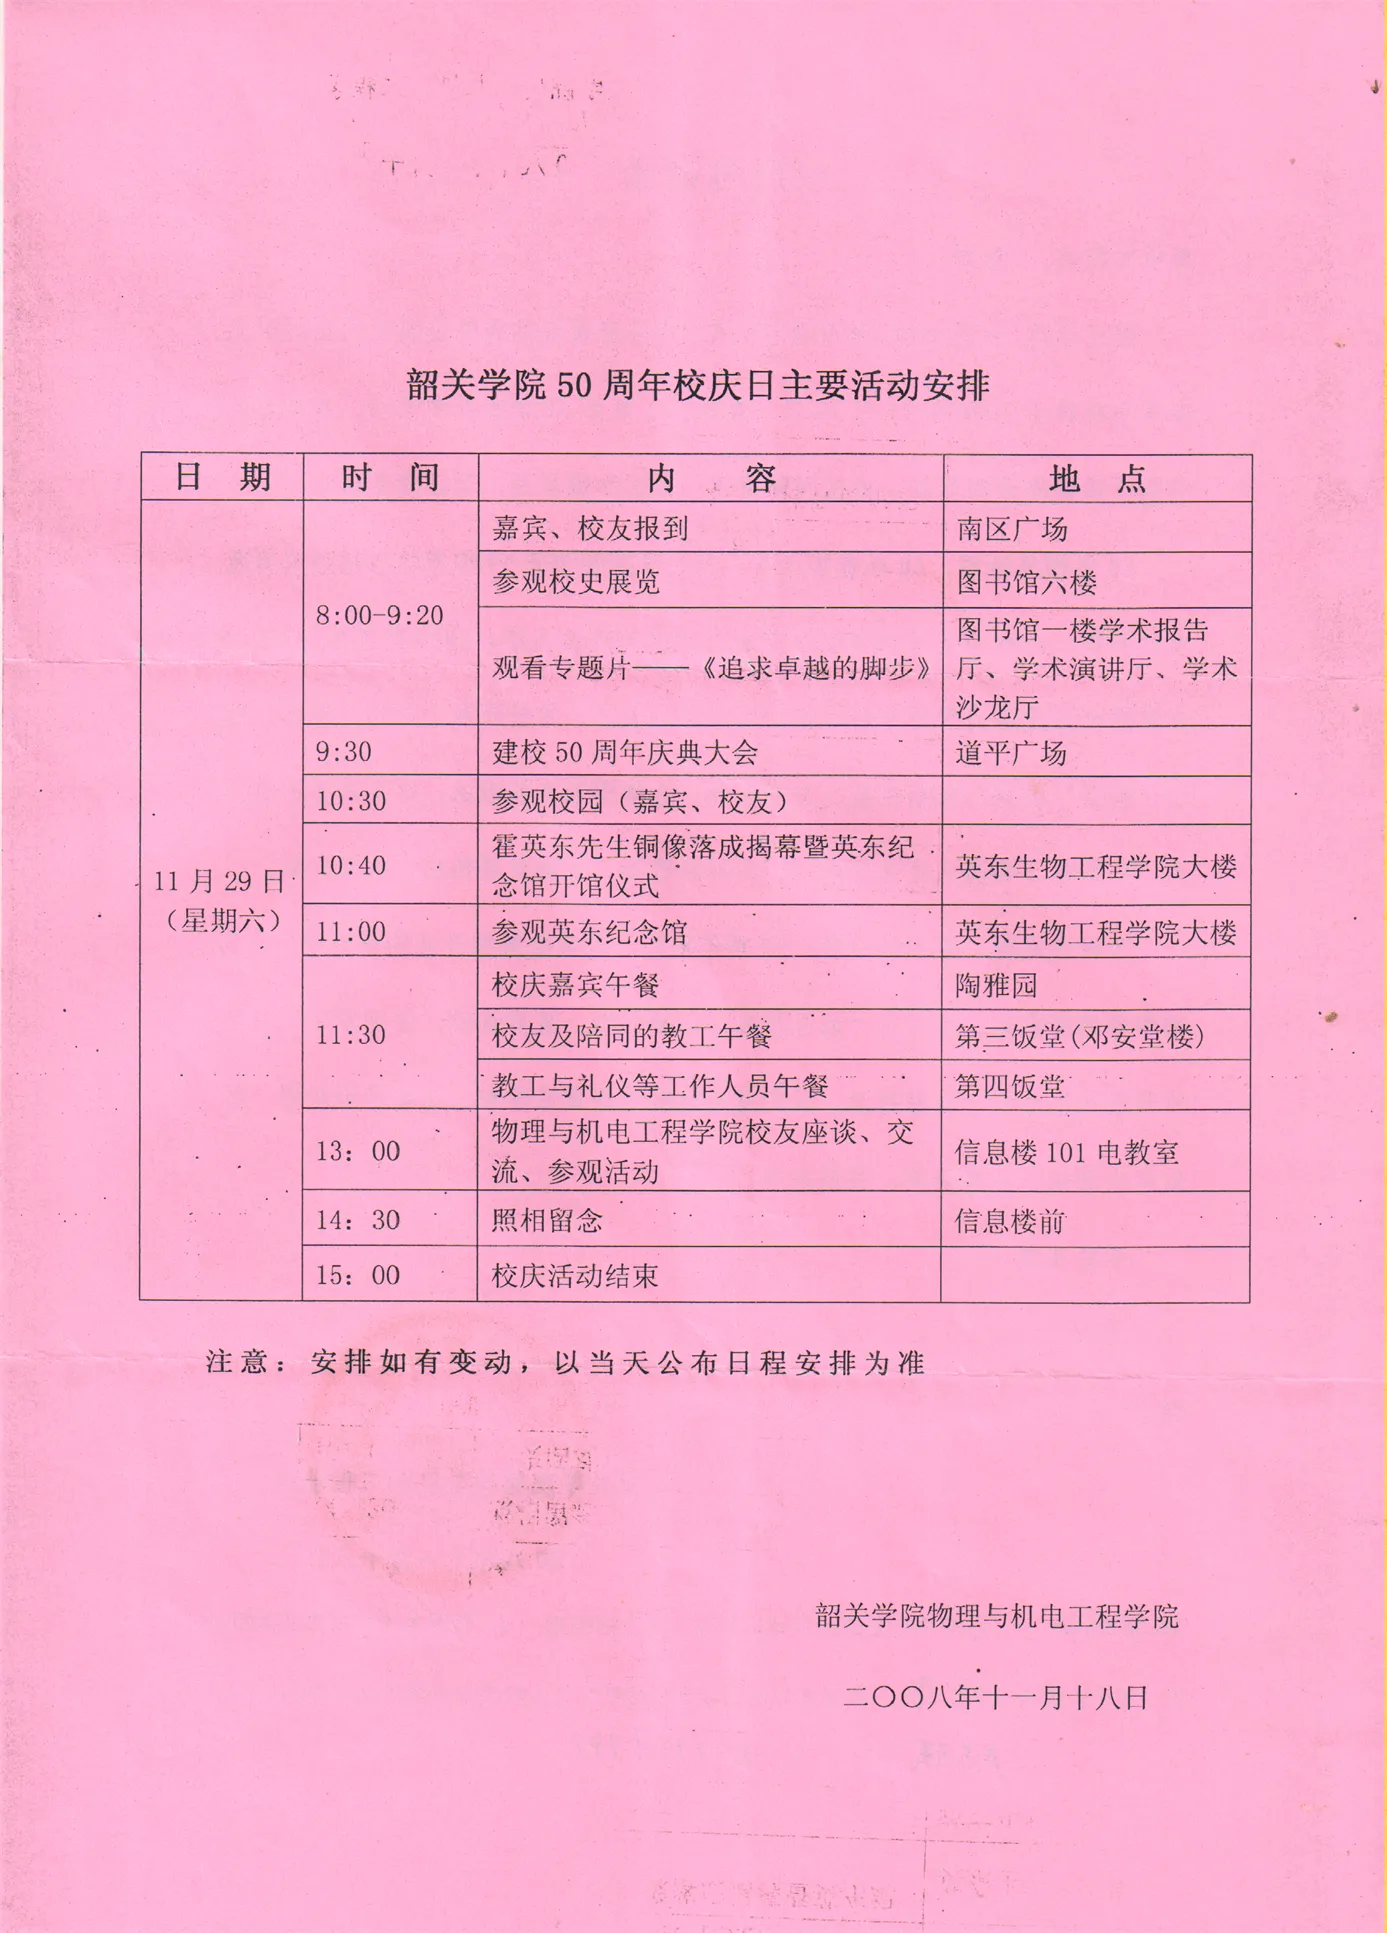 韶关学院 50 周年校庆日主要活动安排
日 期 时 间 内 容 地 点
嘉宾、校友报到 南区广场
参观校史展览 图书馆六楼
8:00-9:20
图书馆一楼学术报告
观看专题片——《追求卓越的脚步》 厅、学术演讲厅、学术
沙龙厅
9:30 建校 50 周年庆典大会 道平广场
10:30 参观校园（嘉宾、校友）
霍英东先生铜像落成揭幕暨英东纪
10:40 英东生物工程学院大楼
念馆开馆仪式
11 月 29 日
（星期六）
11:00 参观英东纪念馆 英东生物工程学院大楼
校庆嘉宾午餐 陶雅园
11:30 校友及陪同的教工午餐 第三饭堂(邓安堂楼)
教工与礼仪等工作人员午餐 第四饭堂
物理与机电工程学院校友座谈、交
13: 00 信息楼 101 电教室
流、参观活动
14: 30 照相留念 信息楼前
15: 00 校庆活动结束
注意：安排如有变动，以当天公布日程安排为准
韶关学院物理与机电工程学院
二〇〇八年十一月十八日